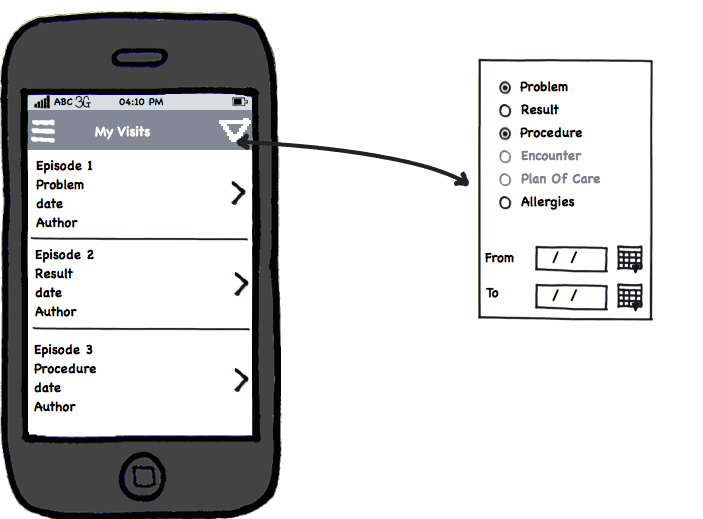 ABC 3G 04:10 PM
My Visits
Episode 1
Problem
date
Author
Episode 2
Result
date
Author
Episode 3
Procedure
date
Author
Problem
Result
Procedure
Encounter
Plan Of Care
Allergies
From / /
To / /